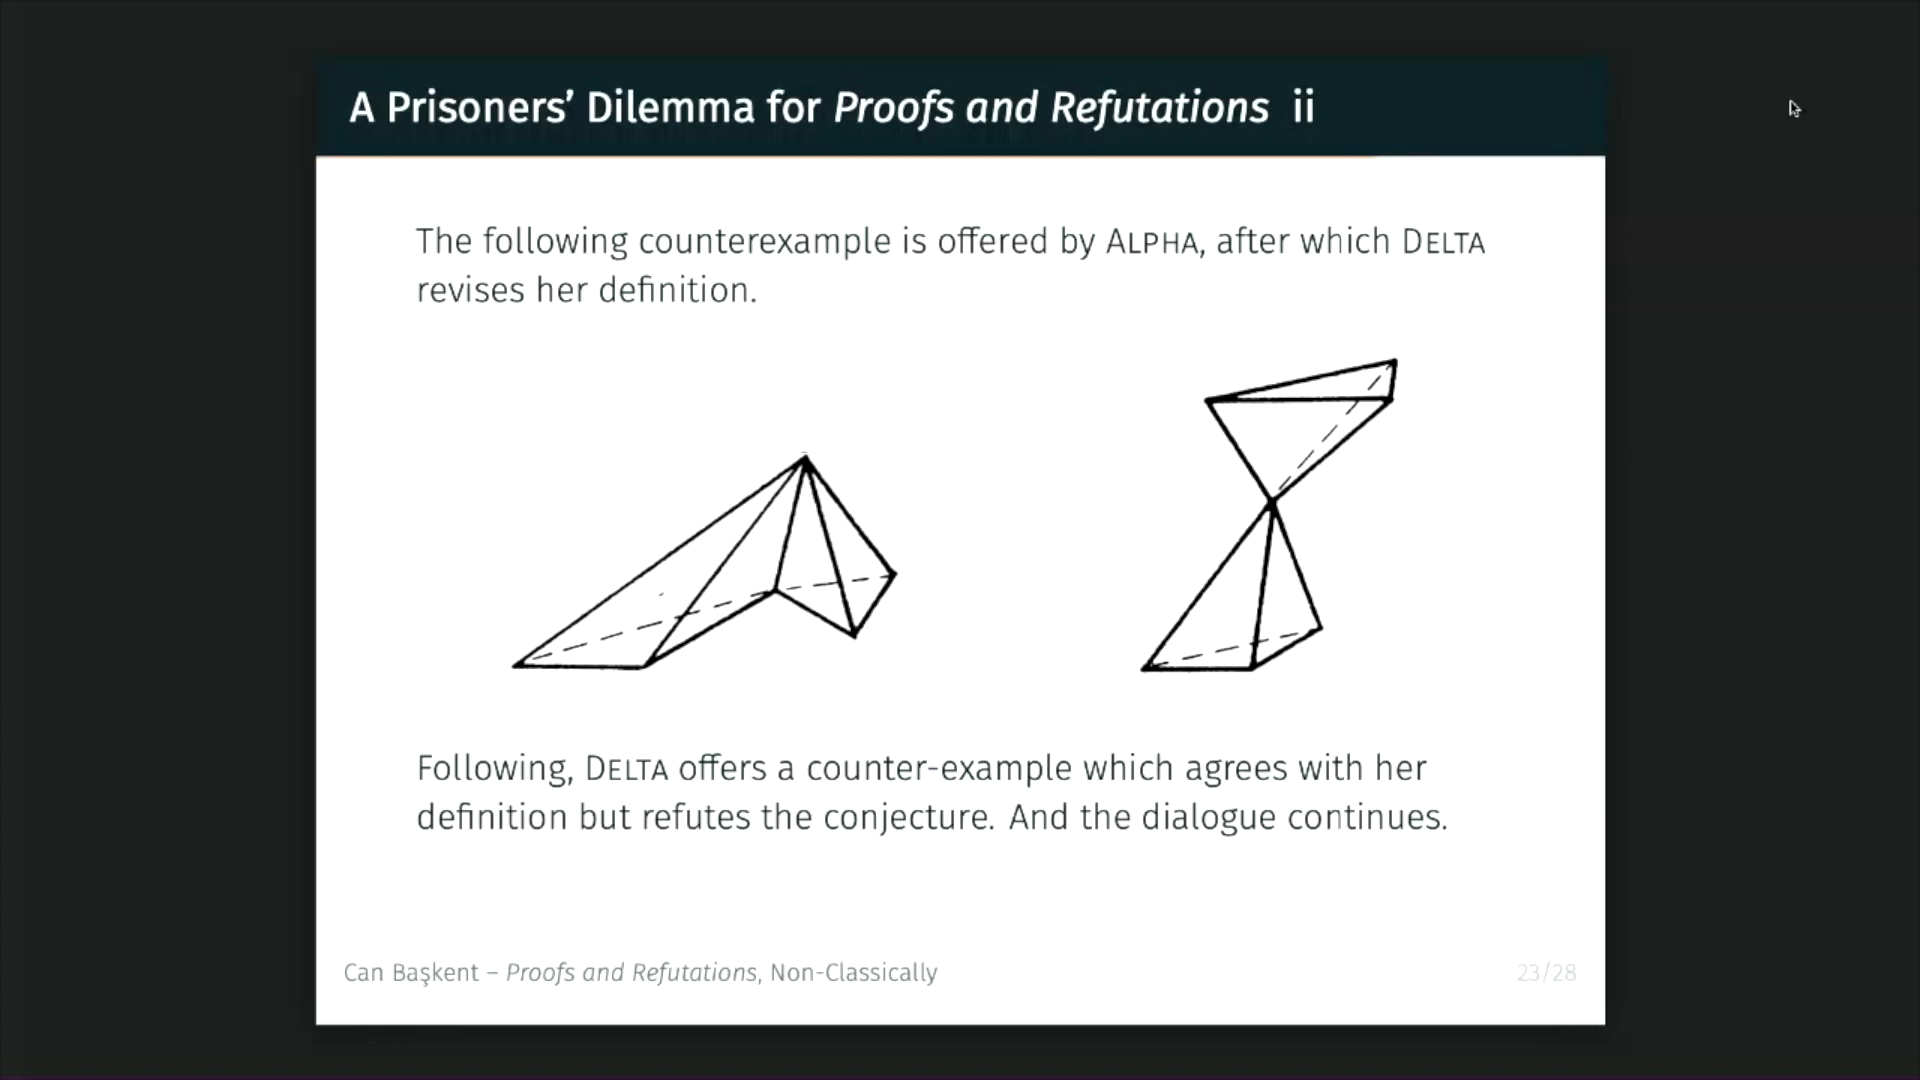 A Prisoners’ Dilemma for Proofs and Refutations ii
The following counterexample is offered by ALPHA, after which DELTA
revises her definition.
Following, DELTA offers a counter-example which agrees with her
definition but refutes the conjecture. And the dialogue continues.
Can Başkent – Proofs and Refutations, Non-Classically
23/28